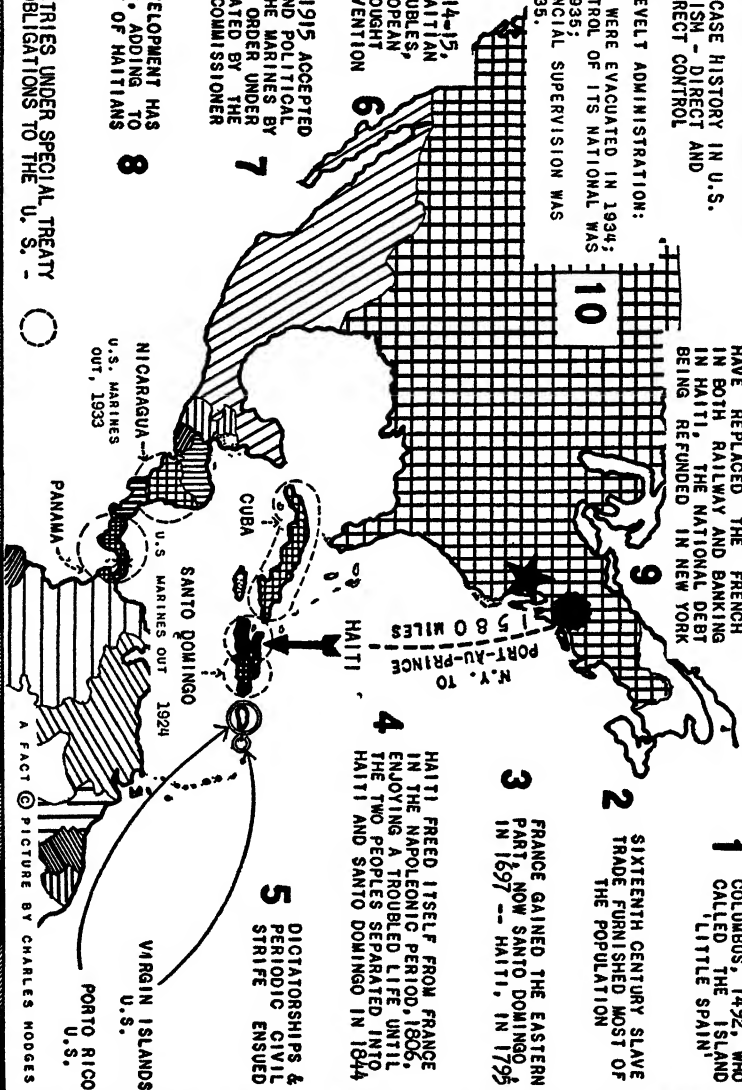 CASE HISTORY IN U.S.
ISM - DIRECT AND
RECT CONTROL
EVELT ADMINISTRATION:
WERE EVACUATED IN 1934;
TROL OF ITS NATIONAL WAS
935;
NCIAL SUPERVISION WAS
35.
10
HAVE REPLACED THE FRENCH
IN BOTH RAILWAY AND BANKING
IN HAITI, THE NATIONAL DEBT
BEING REFUNDED IN NEW YORK
9
1
COLUMBUS, 1492, WHO
CALLED THE ISLAND
'LITTLE SPAIN'
2
SIXTEENTH CENTURY SLAVE
TRADE FURNISHED MOST OF
THE POPULATION
3
FRANCE GAINED THE EASTERN
PART, NOW SANTO DOMINGO,
IN 1697 -- HAITI, IN 1795
4
HAITI FREED ITSELF FROM FRANCE
IN THE NAPOLEONIC PERIOD, 1806,
ENJOYING A TROUBLED LIFE UNTIL
THE TWO PEOPLES SEPARATED INTO
HAITI AND SANTO DOMINGO IN 1844
5
DICTATORSHIPS &
PERIODIC CIVIL
STRIFE ENSUED
14-15,
HAITIAN
UBLES,
OPEAN
OUGHT
VENTION
6
1915 ACCEPTED
ND POLITICAL
HE MARINES BY
ORDER UNDER
ATED BY THE
COMMISSIONER
7
ELOPMENT HAS
, ADDING TO
OF HAITIANS
8
N.Y. TO
PORT-AU-PRINCE
1580 MILES
HAITI
CUBA
SANTO DOMINGO
U.S MARINES OUT 1924
NICARAGUA
U.S. MARINES
OUT, 1933
PANAMA
VIRGIN ISLANDS
U.S.
PORTO RICO
U.S.
TRIES UNDER SPECIAL TREATY
OBLIGATIONS TO THE U. S. -
A FACT © PICTURE BY CHARLES HODGES